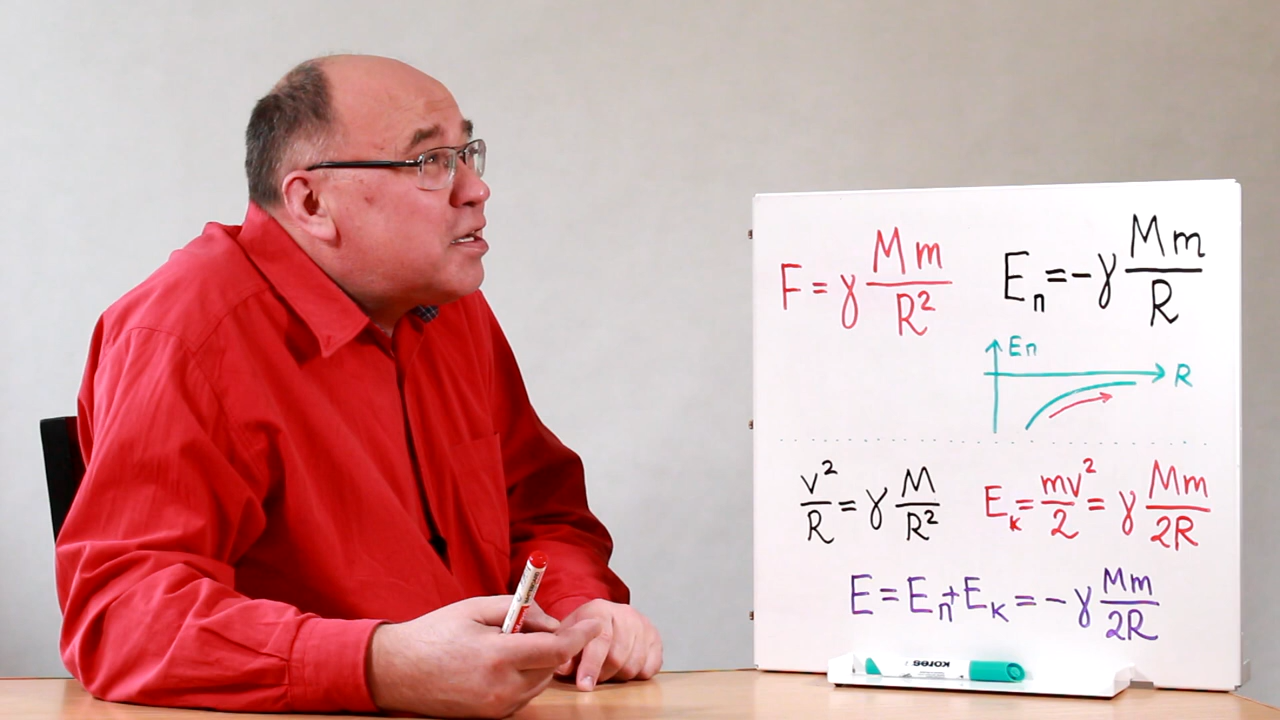 F = γ Mm/R²
Eп = -γ Mm/R
Eп
R
v²/R = γ M/R²
Eк = mv²/2 = γ Mm/2R
E = Eп + Eк = -γ Mm/2R
kores